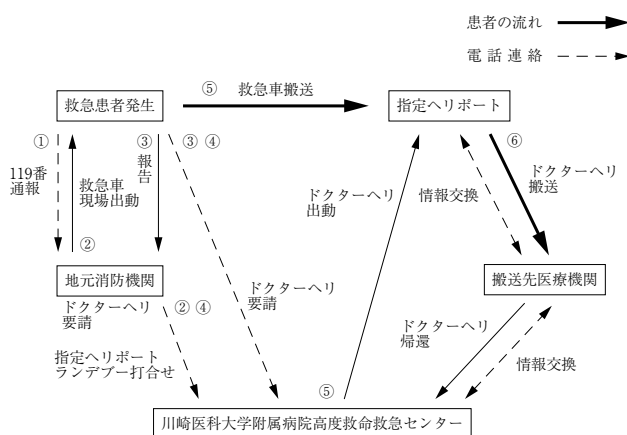 患者の流れ
電話連絡
⑤ 救急車搬送
救急患者発生
指定ヘリポート
①
③
③ ④
⑥
119番
通報
救急車
現場出動
報告
②
ドクターヘリ
出動
情報交換
ドクターヘリ
搬送
地元消防機関
搬送先医療機関
ドクターヘリ
要請
② ④
ドクターヘリ
要請
ドクターヘリ
帰還
指定ヘリポート
ランデブー打合せ
⑤
情報交換
川崎医科大学附属病院高度救命救急センター